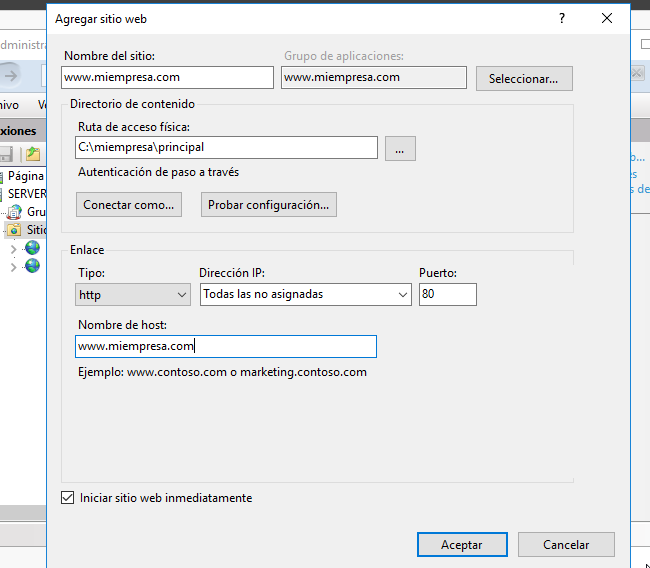 Agregar sitio web
?
Nombre del sitio:
Grupo de aplicaciones:
www.miempresa.com
www.miempresa.com
Seleccionar...
Directorio de contenido
Ruta de acceso física:
C:\miempresa\principal
...
Autenticación de paso a través
Conectar como...
Probar configuración...
Enlace
Tipo:
Dirección IP:
Puerto:
http
Todas las no asignadas
80
Nombre de host:
www.miempresa.com
Ejemplo: www.contoso.com o marketing.contoso.com
Iniciar sitio web inmediatamente
Aceptar
Cancelar
dministra
hivo
Ve
xiones
Página
SERVER
Gru
Sitio
b...
es
s de